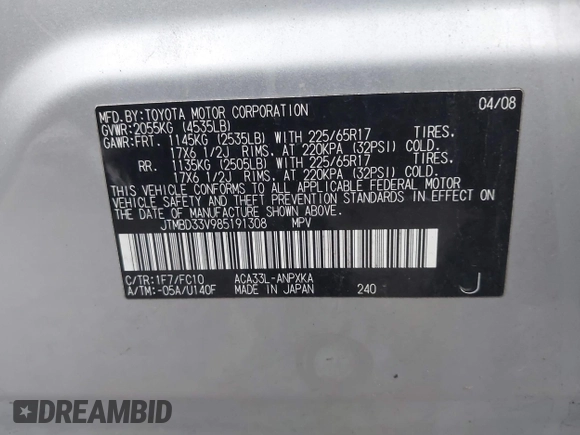 MFD.BY:TOYOTA MOTOR CORPORATION 04/08
GVWR:2055KG (4535LB)
GAWR:FRT. 1145KG (2535LB) WITH 225/65R17 TIRES.
17X6 1/2J RIMS. AT 220KPA (32PSI) COLD.
RR. 1135KG (2505LB) WITH 225/65R17 TIRES.
17X6 1/2J RIMS. AT 220KPA (32PSI) COLD.
THIS VEHICLE CONFORMS TO ALL APPLICABLE FEDERAL MOTOR
VEHICLE SAFETY AND THEFT PREVENTION STANDARDS IN EFFECT ON
THE DATE OF MANUFACTURE SHOWN ABOVE.
JTMBD33V985191308 MPV
C/TR:1F7/FC10 ACA33L-ANPXKA
A/TM:-05A/U140F MADE IN JAPAN 240 J
DREAMBID